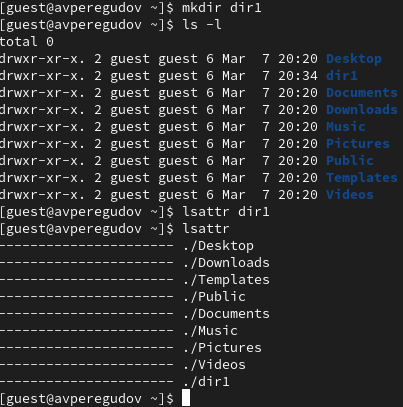 [guest@avperegudov ~]$ mkdir dir1
[guest@avperegudov ~]$ ls -l
total 0
drwxr-xr-x. 2 guest guest 6 Mar  7 20:20 Desktop
drwxr-xr-x. 2 guest guest 6 Mar  7 20:34 dir1
drwxr-xr-x. 2 guest guest 6 Mar  7 20:20 Documents
drwxr-xr-x. 2 guest guest 6 Mar  7 20:20 Downloads
drwxr-xr-x. 2 guest guest 6 Mar  7 20:20 Music
drwxr-xr-x. 2 guest guest 6 Mar  7 20:20 Pictures
drwxr-xr-x. 2 guest guest 6 Mar  7 20:20 Public
drwxr-xr-x. 2 guest guest 6 Mar  7 20:20 Templates
drwxr-xr-x. 2 guest guest 6 Mar  7 20:20 Videos
[guest@avperegudov ~]$ lsattr dir1
[guest@avperegudov ~]$ lsattr
---------------------- ./Desktop
---------------------- ./Downloads
---------------------- ./Templates
---------------------- ./Public
---------------------- ./Documents
---------------------- ./Music
---------------------- ./Pictures
---------------------- ./Videos
---------------------- ./dir1
[guest@avperegudov ~]$